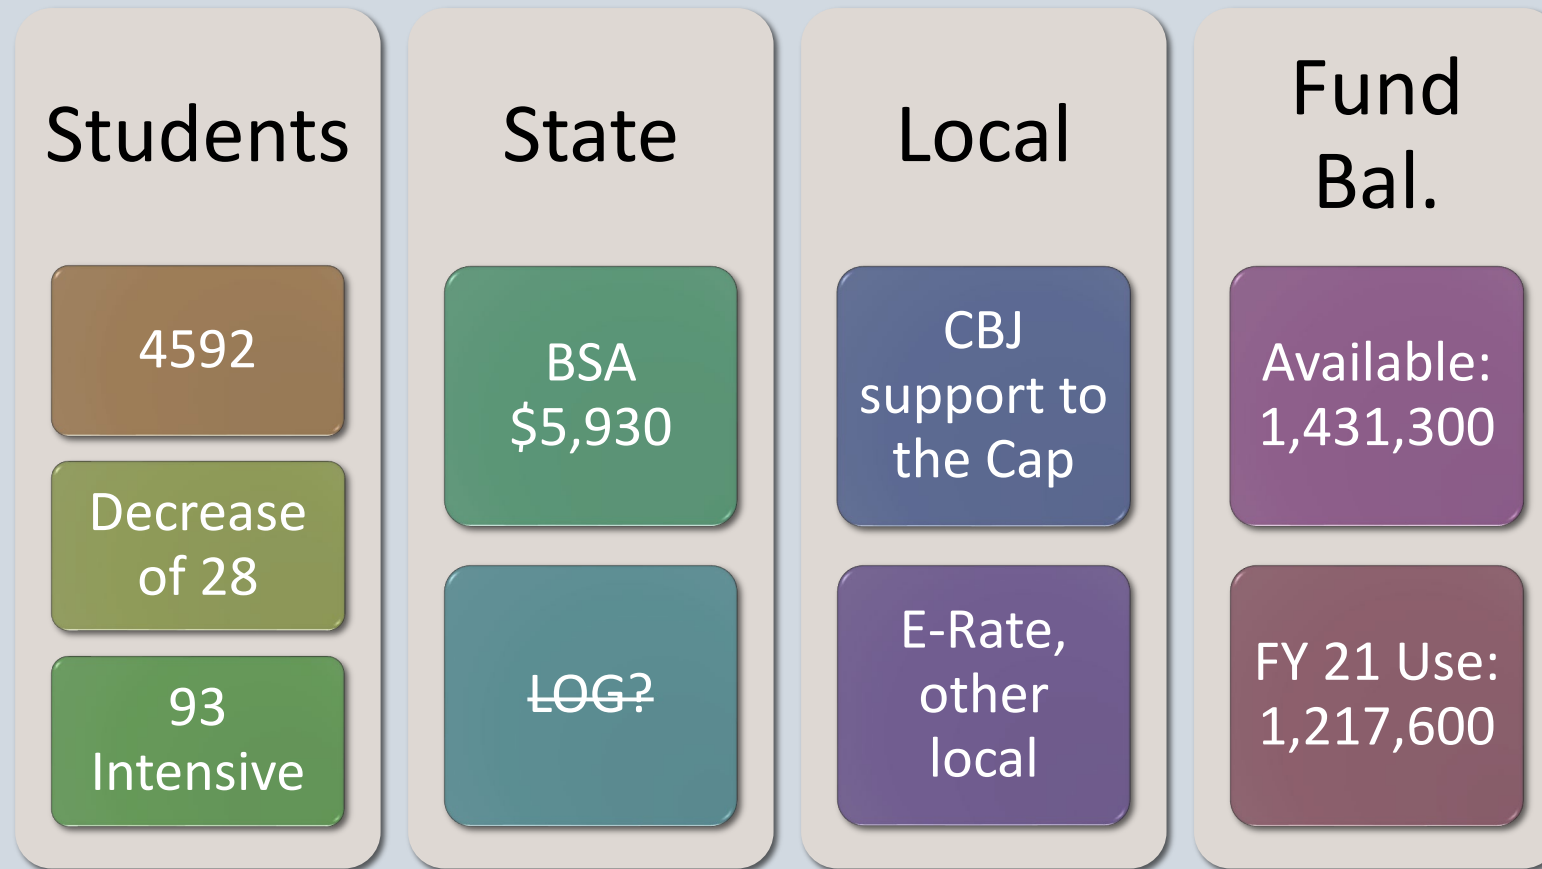 Students
4592
Decrease
of 28
93
Intensive
State
BSA
$5,930
LOG?
Local
CBJ
support to
the Cap
E-Rate,
other
local
Fund
Bal.
Available:
1,431,300
FY 21 Use:
1,217,600